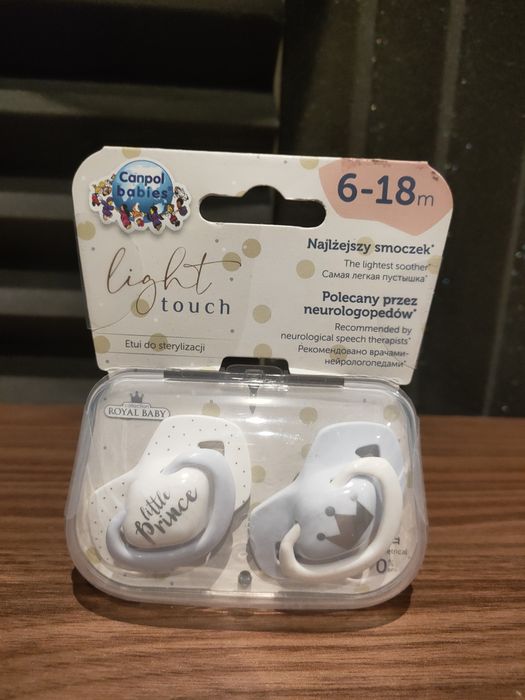 Canpol
babies
6-18m
light
touch
Najlżejszy smoczek*
The lightest soother*
Самая легкая пустышка*
Polecany przez
neurologopedów*
Recommended by
neurological speech therapists*
Рекомендовано врачами-
нейрологопедами*
Etui do sterylizacji
collection
ROYAL BABY
little
prince